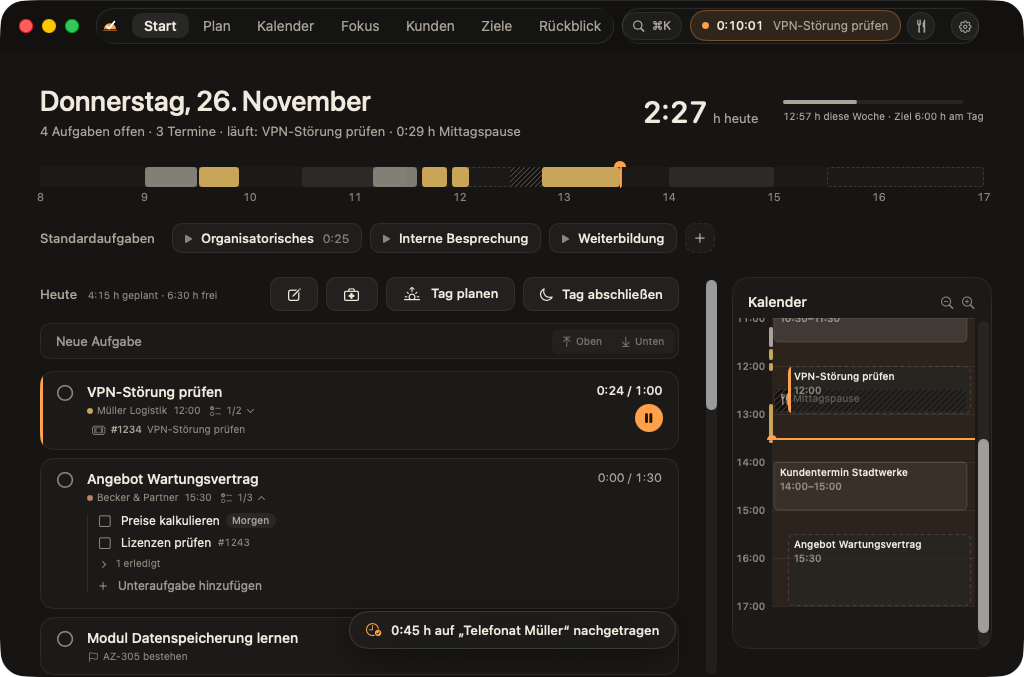 Start Plan Kalender Fokus Kunden Ziele Rückblick ⌘K 0:10:01 VPN-Störung prüfen
Donnerstag, 26. November
4 Aufgaben offen · 3 Termine · läuft: VPN-Störung prüfen · 0:29 h Mittagspause
2:27 h heute
12:57 h diese Woche · Ziel 6:00 h am Tag
8 9 10 11 12 13 14 15 16 17
Standardaufgaben Organisatorisches 0:25 Interne Besprechung Weiterbildung +
Heute 4:15 h geplant · 6:30 h frei Tag planen Tag abschließen
Neue Aufgabe Oben Unten
VPN-Störung prüfen 0:24 / 1:00
Müller Logistik 12:00 1/2
#1234 VPN-Störung prüfen
Angebot Wartungsvertrag 0:00 / 1:30
Becker & Partner 15:30 1/3
Preise kalkulieren Morgen
Lizenzen prüfen #1243
1 erledigt
+ Unteraufgabe hinzufügen
Modul Datenspeicherung lernen
AZ-305 bestehen
0:45 h auf „Telefonat Müller“ nachgetragen
Kalender
11:00 10:30–11:30
12:00 VPN-Störung prüfen
12:00
Mittagspause
13:00
14:00 Kundentermin Stadtwerke
14:00–15:00
15:00
Angebot Wartungsvertrag
16:00 15:30
17:00